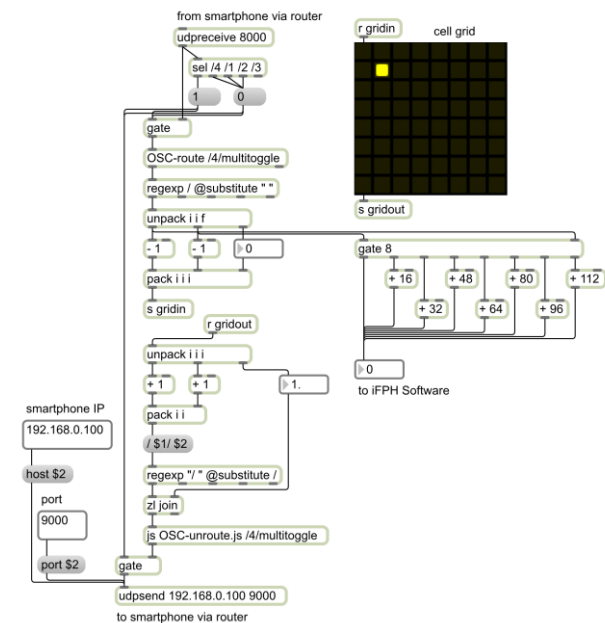 from smartphone via router
udpreceive 8000
sel /4 /1 /2 /3
1
0
gate
OSC-route /4/multitoggle
regexp / @substitute " "
unpack i i f
- 1
- 1
0
pack i i i
s gridin
r gridin
cell grid
s gridout
gate 8
+ 16
+ 48
+ 80
+ 112
+ 32
+ 64
+ 96
0
to iFPH Software
r gridout
unpack i i i
+ 1
+ 1
1.
pack i i
/ $1/ $2
regexp "/ " @substitute /
zl join
js OSC-unroute.js /4/multitoggle
smartphone IP
192.168.0.100
host $2
port
9000
port $2
gate
udpsend 192.168.0.100 9000
to smartphone via router